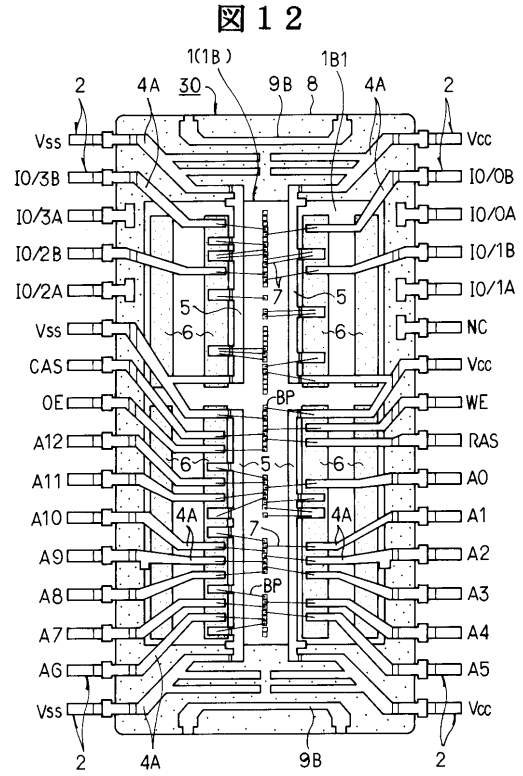 図12
1(1B) 1B1
2 4A 30 9B 8 4A 2
Vss Vcc
IO/3B IO/0B
IO/3A IO/0A
IO/2B IO/1B
7
IO/2A 5 5 IO/1A
Vss 6 6 NC
CAS BP Vcc
OE WE
A12 6 5 6 RAS
A11 A0
A10 4A 7 4A A1
A9 A2
A8 BP A3
A7 A4
A6 A5
2 2
Vss Vcc
2 4A 9B 2